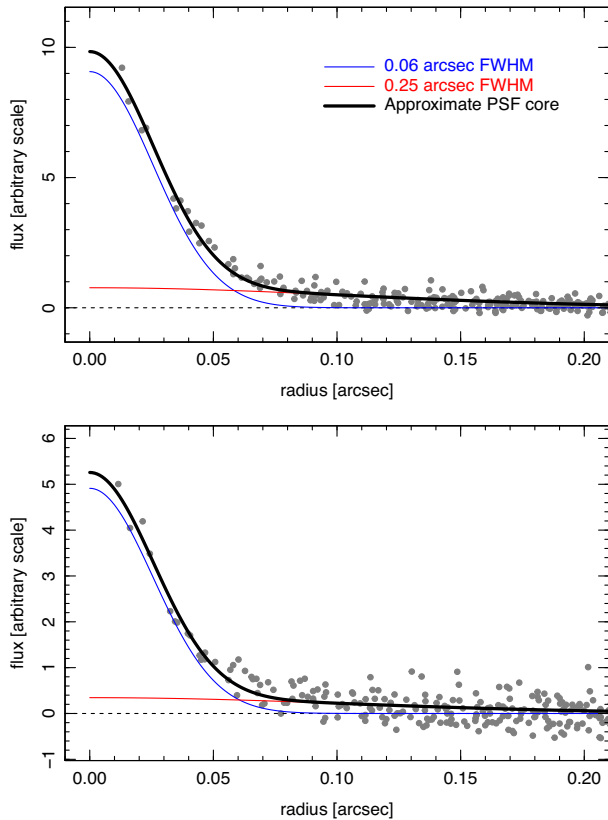 10
5
0
flux [arbitrary scale]
0.06 arcsec FWHM
0.25 arcsec FWHM
Approximate PSF core
0.00 0.05 0.10 0.15 0.20
radius [arcsec]
6
5
4
3
2
1
0
−1
flux [arbitrary scale]
0.00 0.05 0.10 0.15 0.20
radius [arcsec]